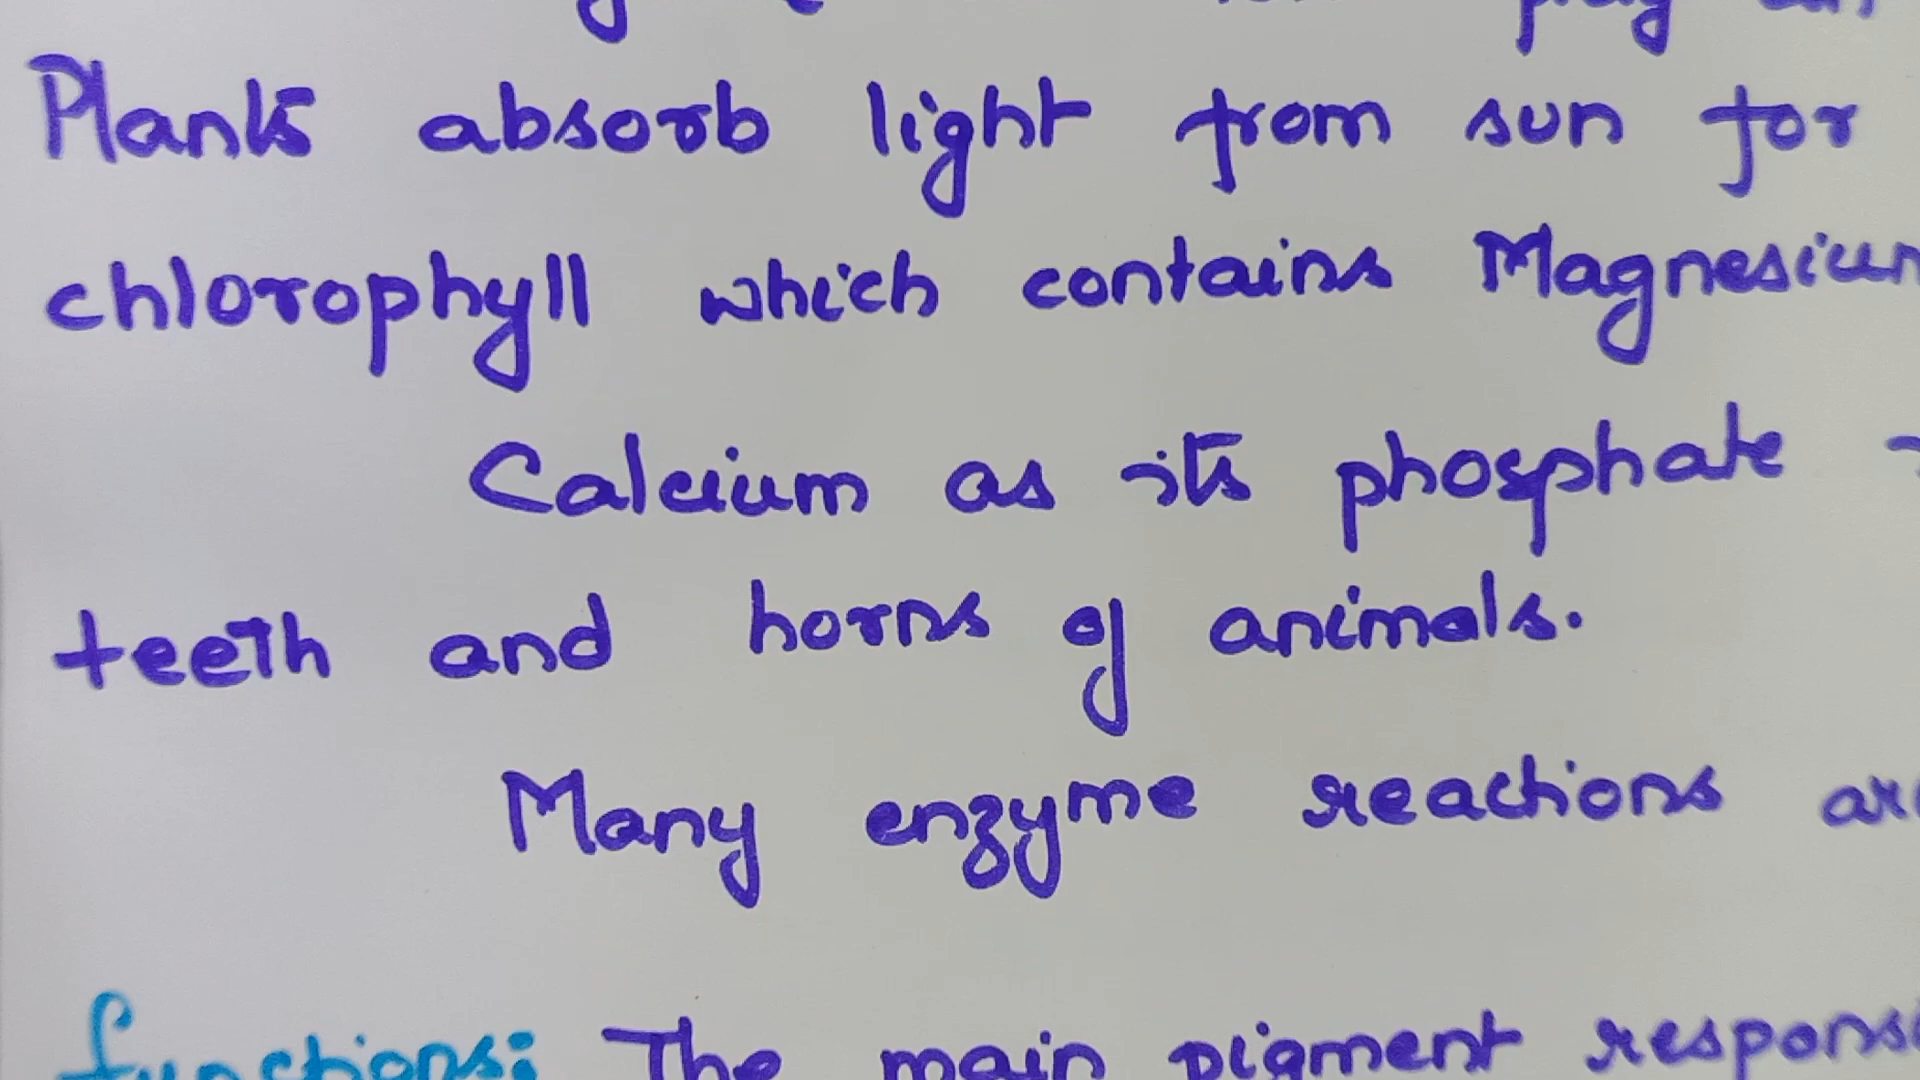 Plants absorb light from sun for
chlorophyll which contains Magnesium
Calcium as its phosphate
teeth and horns of animals.
Many enzyme reactions
functions: The main pigment